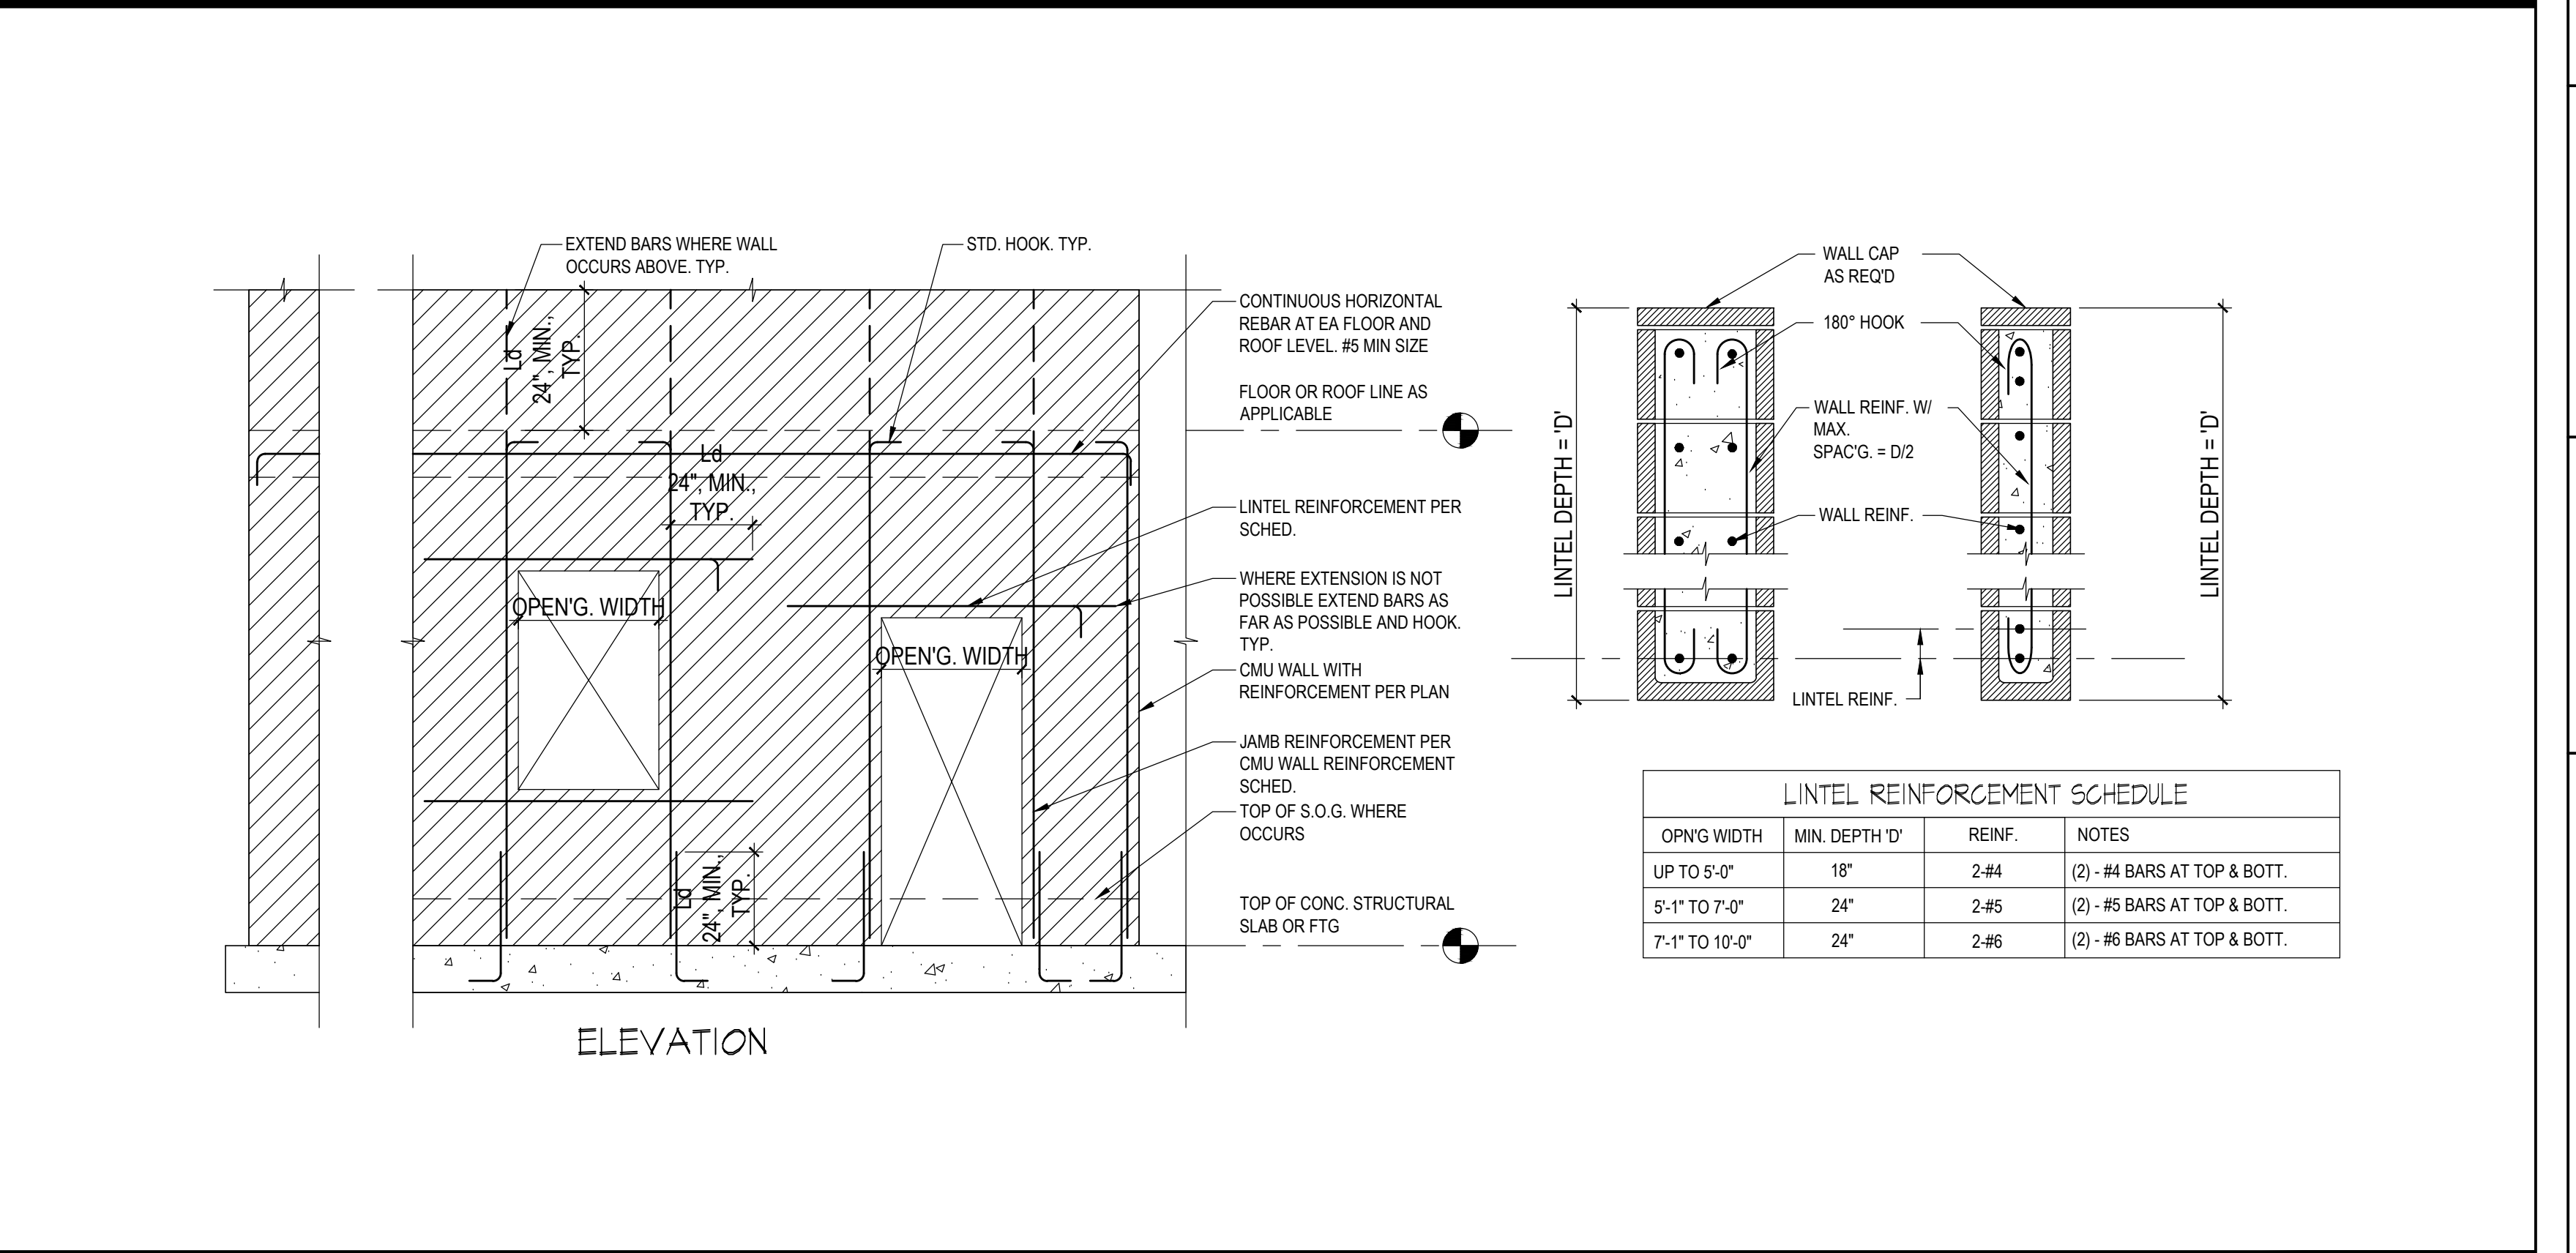 EXTEND BARS WHERE WALL
OCCURS ABOVE. TYP.
STD. HOOK. TYP.
Ld
24", MIN.,
TYP.
Ld
24", MIN.,
TYP.
OPEN'G. WIDTH
OPEN'G. WIDTH
Ld
24", MIN.,
TYP.
CONTINUOUS HORIZONTAL
REBAR AT EA FLOOR AND
ROOF LEVEL. #5 MIN SIZE
FLOOR OR ROOF LINE AS
APPLICABLE
LINTEL REINFORCEMENT PER
SCHED.
WHERE EXTENSION IS NOT
POSSIBLE EXTEND BARS AS
FAR AS POSSIBLE AND HOOK.
TYP.
CMU WALL WITH
REINFORCEMENT PER PLAN
JAMB REINFORCEMENT PER
CMU WALL REINFORCEMENT
SCHED.
TOP OF S.O.G. WHERE
OCCURS
TOP OF CONC. STRUCTURAL
SLAB OR FTG
ELEVATION
WALL CAP
AS REQ'D
180° HOOK
WALL REINF. W/
MAX.
SPAC'G. = D/2
WALL REINF.
LINTEL REINF.
LINTEL DEPTH = 'D'
LINTEL DEPTH = 'D'
LINTEL REINFORCEMENT SCHEDULE
OPN'G WIDTH MIN. DEPTH 'D' REINF. NOTES
UP TO 5'-0" 18" 2-#4 (2) - #4 BARS AT TOP & BOTT.
5'-1" TO 7'-0" 24" 2-#5 (2) - #5 BARS AT TOP & BOTT.
7'-1" TO 10'-0" 24" 2-#6 (2) - #6 BARS AT TOP & BOTT.